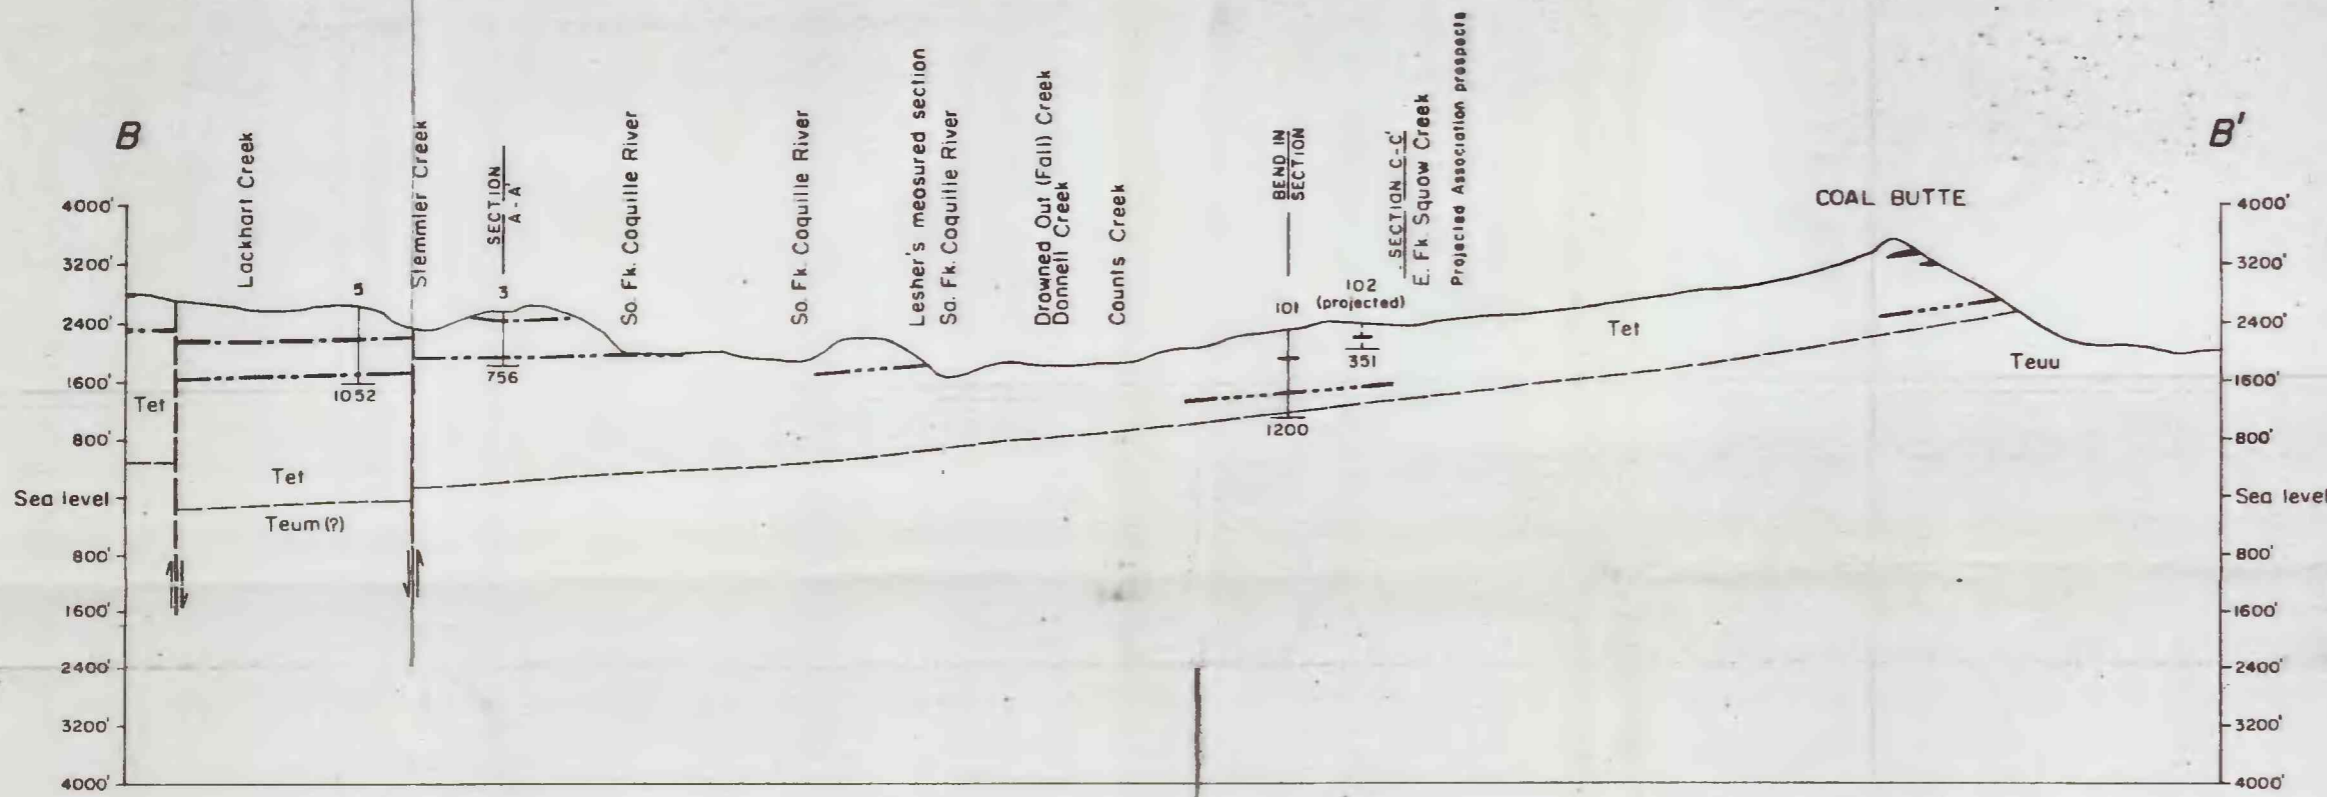 B
B'
Lackhart Creek
Stemmler Creek
SECTION
A-A'
So. Fk. Coquille River
So. Fk. Coquille River
Lesher's measured section
So. Fk. Coquille River
Drowned Out (Fall) Creek
Donnell Creek
Counts Creek
BEND IN
SECTION
SECTION C-C'
E. Fk. Squaw Creek
Projected Association prospects
COAL BUTTE
4000'
3200'
2400'
1600'
800'
Sea level
800'
1600'
2400'
3200'
4000'
5
1052
3
756
101
1200
102
(projected)
351
Tet
Tet
Teum (?)
Tet
Teuu
4000'
3200'
2400'
1600'
800'
Sea level
800'
1600'
2400'
3200'
4000'